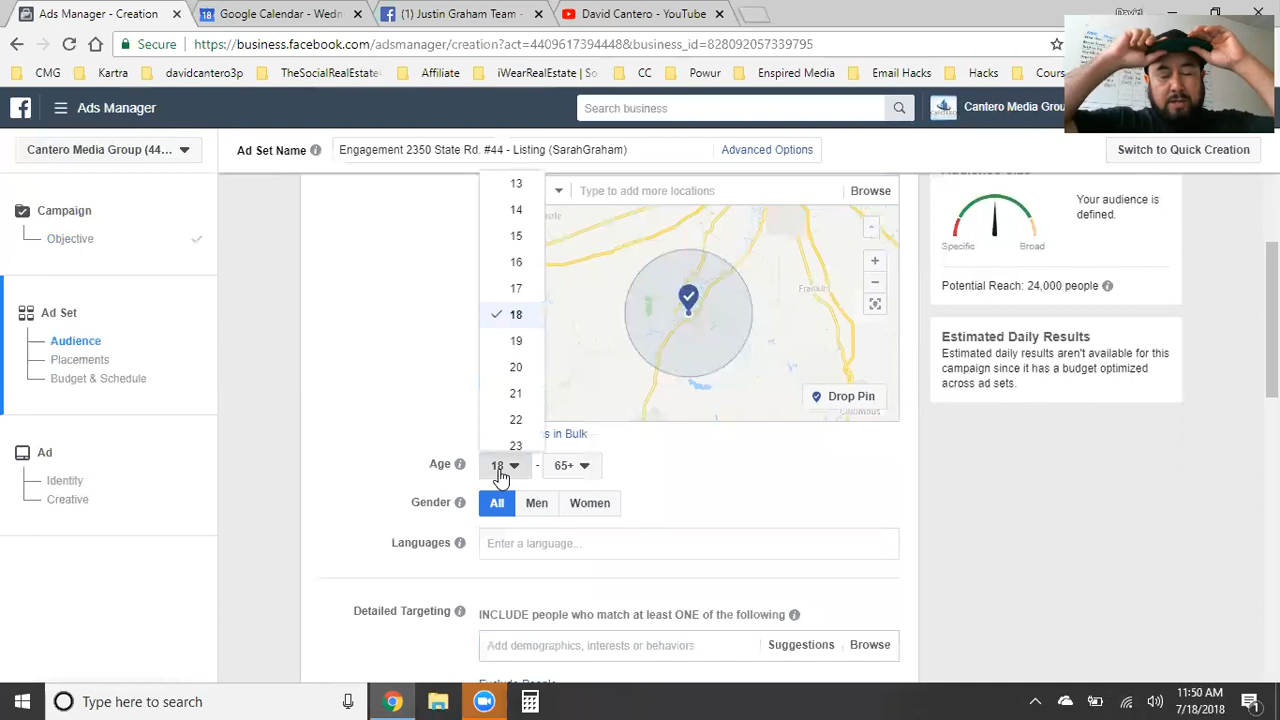 Ads Manager - Creation
Google Calendar - Wedn
(1) Justin Graham Team -
David Cantero - YouTube
Secure
https://business.facebook.com/adsmanager/creation?act=4409617394448&business_id=828092057339795
CMG
Kartra
davidcantero3p
TheSocialRealEstate
Affiliate
iWearRealEstate | So
CC
Powur
Enspired Media
Email Hacks
Hacks
Cours
Ads Manager
Search business
Cantero Media Grou
Cantero Media Group (44...
Ad Set Name
Engagement 2350 State Rd. #44 - Listing (SarahGraham)
Advanced Options
Switch to Quick Creation
Campaign
Objective
Ad Set
Audience
Placements
Budget & Schedule
Ad
Identity
Creative
Type to add more locations
Browse
13
14
15
16
17
18
19
20
21
22
23
Franklin
Drop Pin
s in Bulk
Age
18
-
65+
Gender
All
Men
Women
Languages
Enter a language...
Detailed Targeting
INCLUDE people who match at least ONE of the following
Add demographics, interests or behaviors
Suggestions
Browse
Audience Size
Your audience is
defined.
Specific
Broad
Potential Reach: 24,000 people
Estimated Daily Results
Estimated daily results aren't available for this
campaign since it has a budget optimized
across ad sets.
Type here to search
11:50 AM
7/18/2018